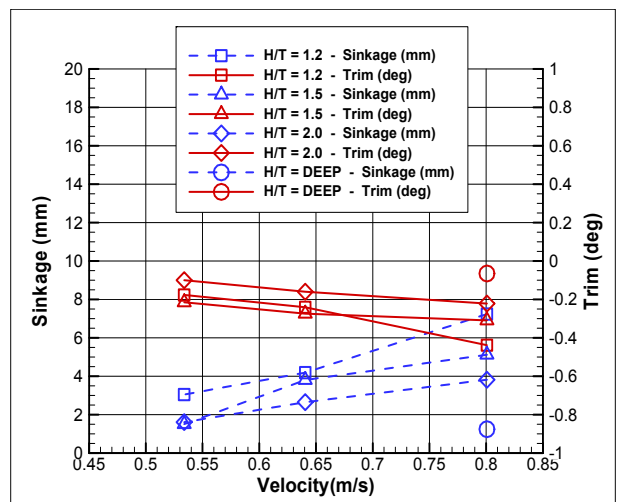 H/T = 1.2 - Sinkage (mm)
H/T = 1.2 - Trim (deg)
H/T = 1.5 - Sinkage (mm)
H/T = 1.5 - Trim (deg)
H/T = 2.0 - Sinkage (mm)
H/T = 2.0 - Trim (deg)
H/T = DEEP - Sinkage (mm)
H/T = DEEP - Trim (deg)
Sinkage (mm)
20
18
16
14
12
10
8
6
4
2
0
1
0.8
0.6
0.4
0.2
0
-0.2
-0.4
-0.6
-0.8
-1
Trim (deg)
0.45 0.5 0.55 0.6 0.65 0.7 0.75 0.8 0.85
Velocity(m/s)